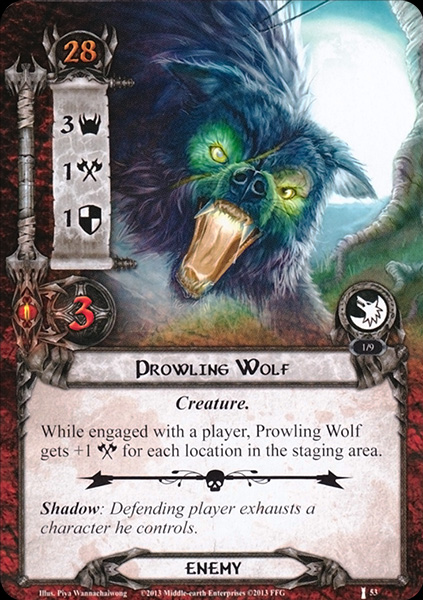 28
3
1
1
3
1/9
Prowling Wolf
Creature.
While engaged with a player, Prowling Wolf
gets +1 for each location in the staging area.
Shadow: Defending player exhausts a
character he controls.
ENEMY
Illus. Piya Wannachaiwong ©2013 Middle-earth Enterprises ©2013 FFG 53